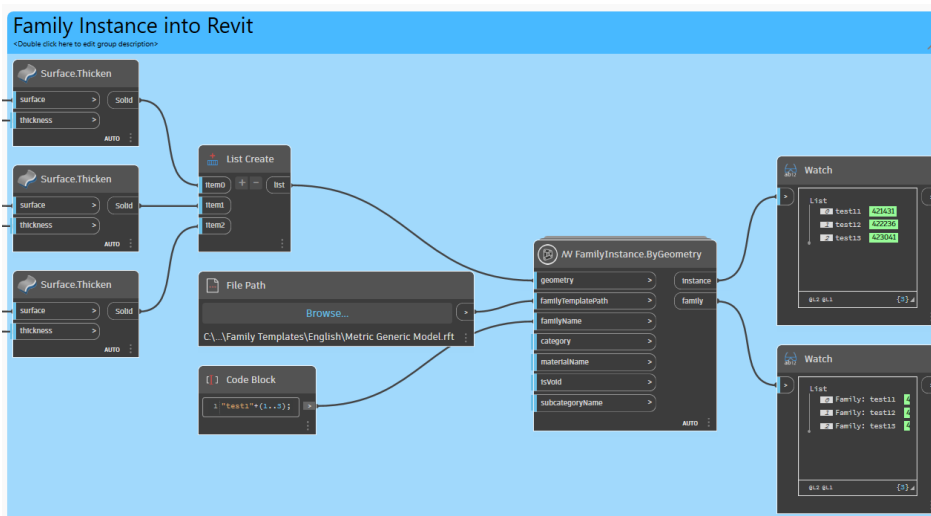 Family Instance into Revit
<Double click here to edit group description>
Surface.Thicken
surface > Solid
thickness >
AUTO
Surface.Thicken
surface > Solid
thickness >
AUTO
Surface.Thicken
surface > Solid
thickness >
AUTO
List Create
item0 + - list
item1
item2
File Path
Browse... >
C:\...\Family Templates\English\Metric Generic Model.rft
Code Block
1 "test1"+(1..3); >
FamilyInstance.ByGeometry
geometry > instance
familyTemplatePath > family
familyName >
category >
materialName >
isVoid >
subcategoryName >
AUTO
Watch
> >
List
0 test11 421431
1 test12 422236
2 test13 423041
@L2 @L1 {3}
Watch
> >
List
0 Family: test11 4
1 Family: test12 4
2 Family: test13 4
@L2 @L1 {3}